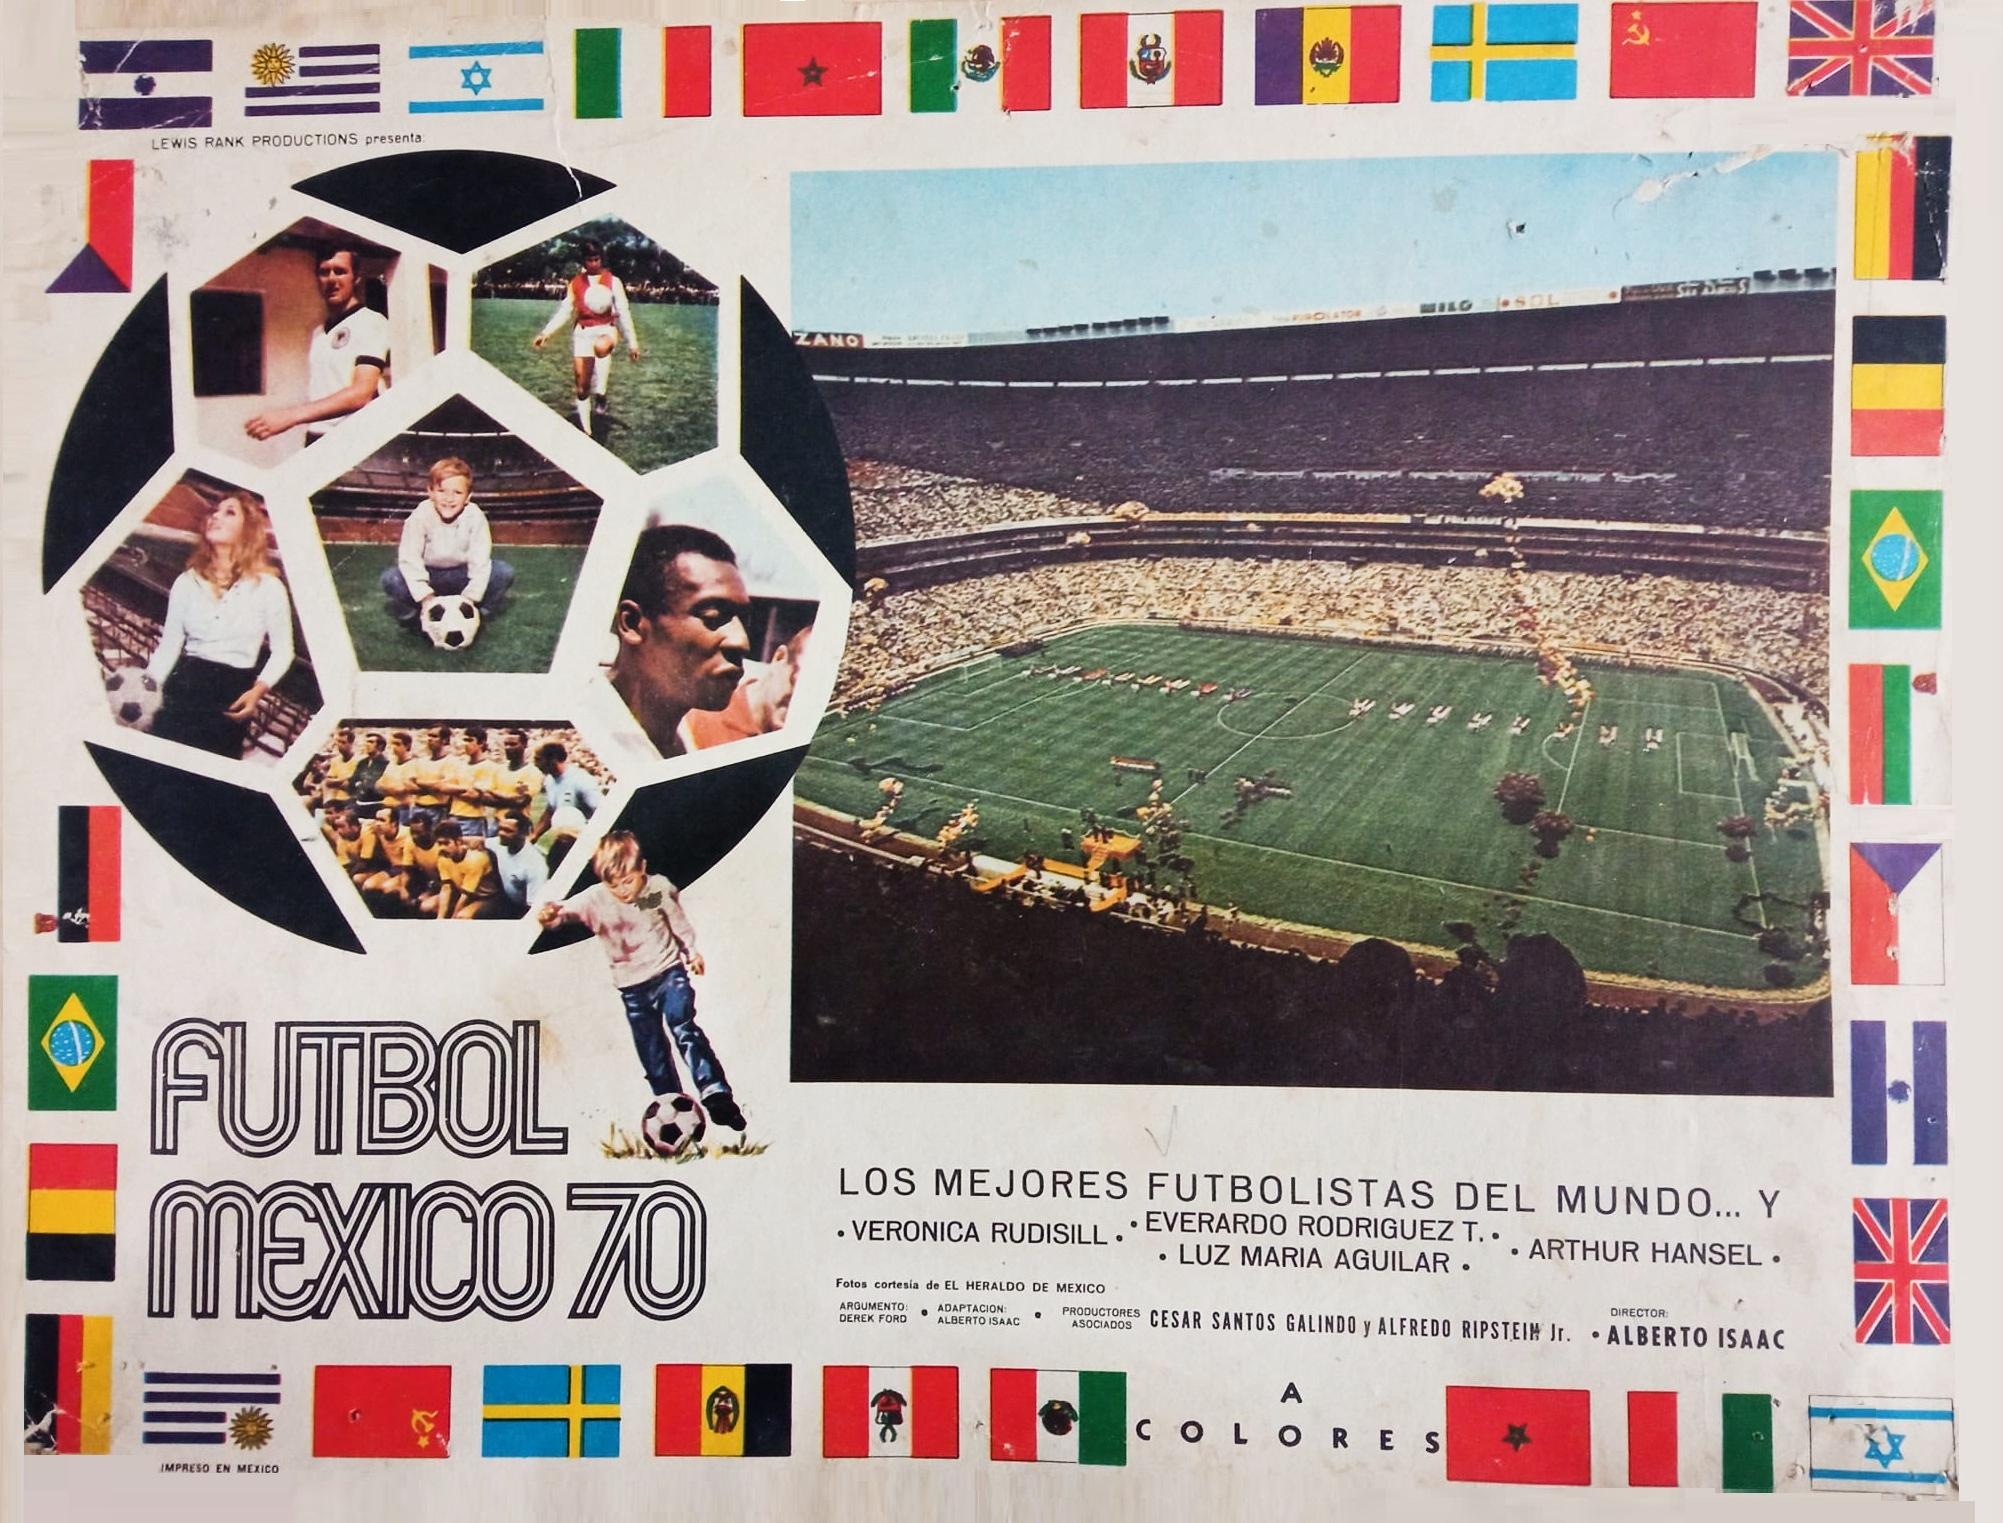 LEWIS RANK PRODUCTIONS presenta:
ZANO
SOL
FUTBOL
MEXICO 70
LOS MEJORES FUTBOLISTAS DEL MUNDO... Y
• VERONICA RUDISILL • • EVERARDO RODRIGUEZ T. •
• LUZ MARIA AGUILAR • • ARTHUR HANSEL •
Fotos cortesía de EL HERALDO DE MEXICO
ARGUMENTO: DEREK FORD • ADAPTACION: ALBERTO ISAAC • PRODUCTORES ASOCIADOS CESAR SANTOS GALINDO y ALFREDO RIPSTEIN Jr. • DIRECTOR: ALBERTO ISAAC
A
COLORES
IMPRESO EN MEXICO